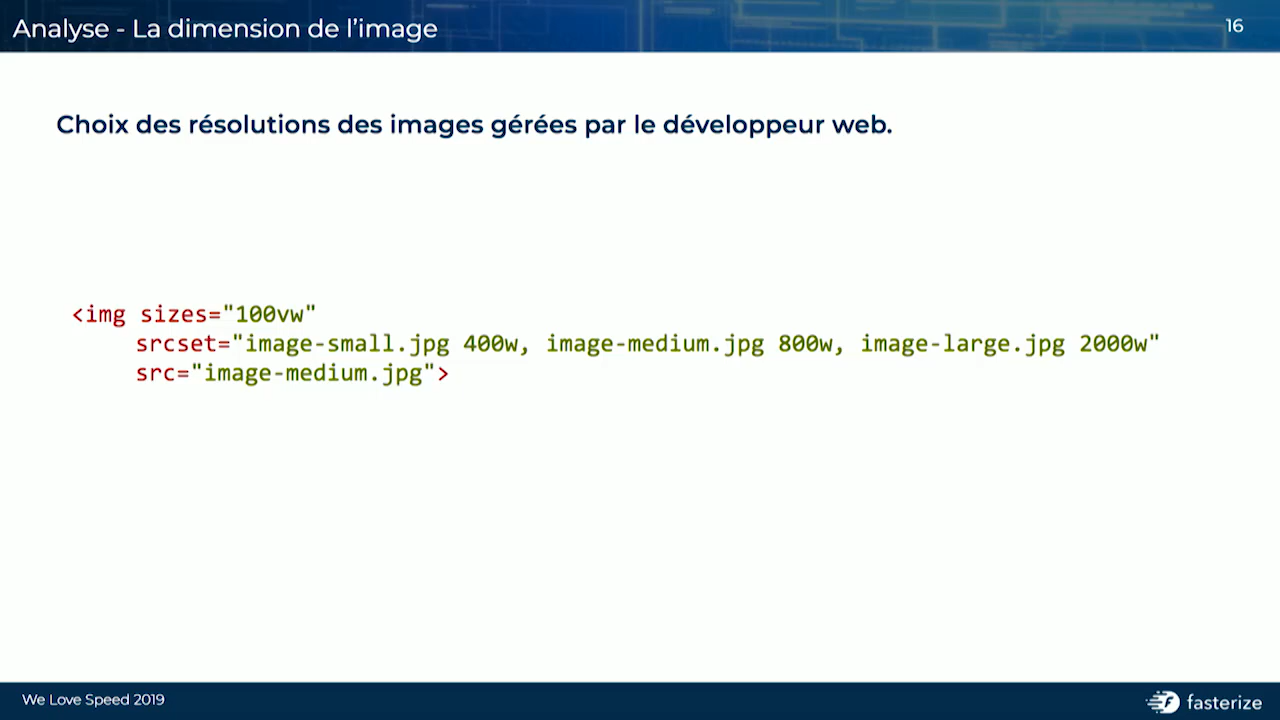 Analyse - La dimension de l’image
16
Choix des résolutions des images gérées par le développeur web.
<img sizes="100vw"
srcset="image-small.jpg 400w, image-medium.jpg 800w, image-large.jpg 2000w"
src="image-medium.jpg">
We Love Speed 2019
fasterize